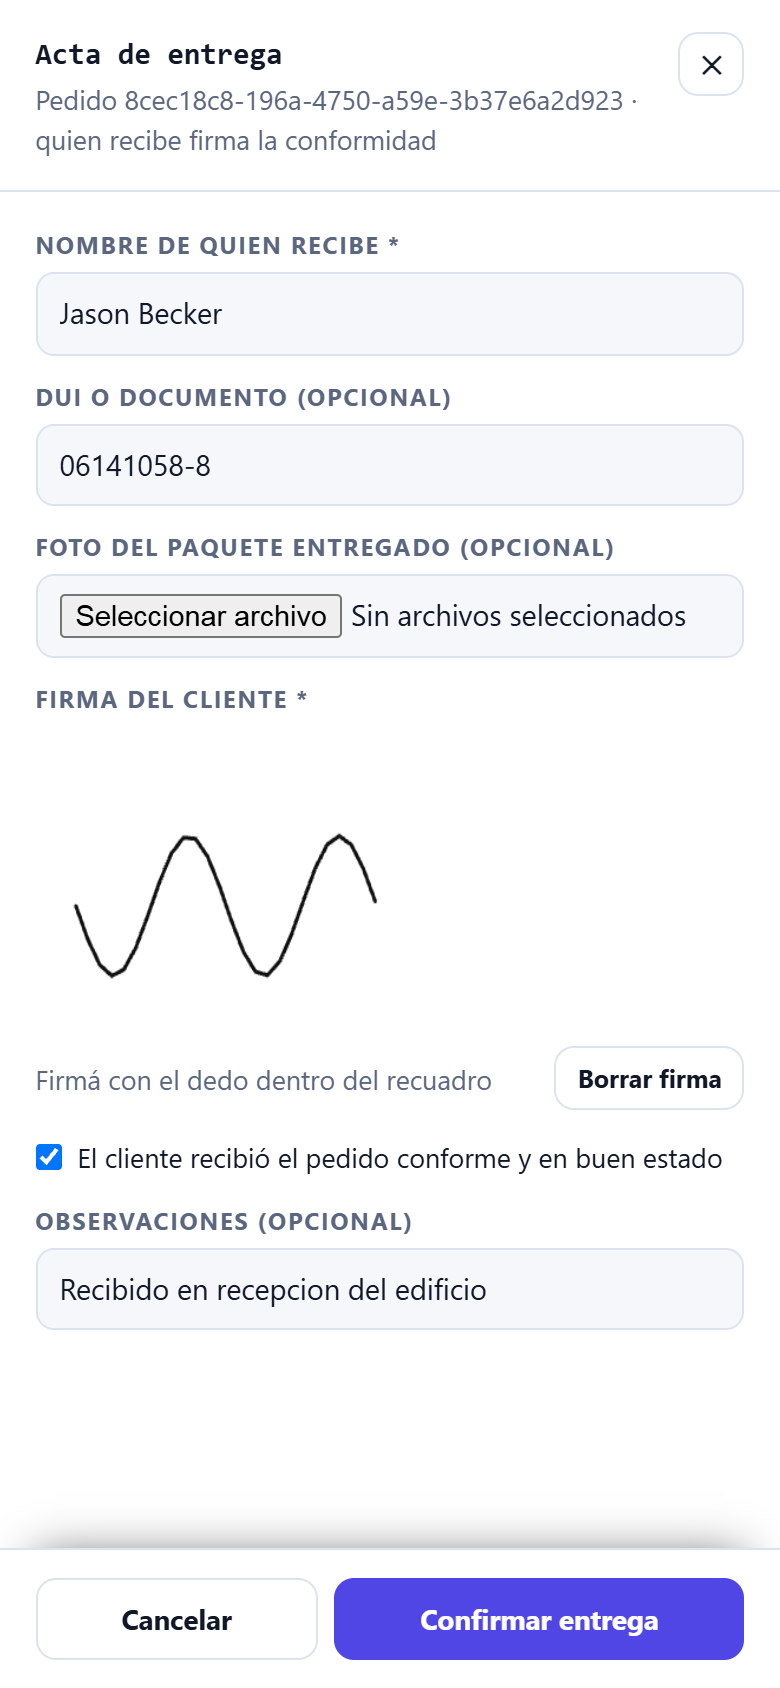 Acta de entrega
Pedido 8cec18c8-196a-4750-a59e-3b37e6a2d923 ·
quien recibe firma la conformidad
NOMBRE DE QUIEN RECIBE *
Jason Becker
DUI O DOCUMENTO (OPCIONAL)
06141058-8
FOTO DEL PAQUETE ENTREGADO (OPCIONAL)
Seleccionar archivo Sin archivos seleccionados
FIRMA DEL CLIENTE *
Firmá con el dedo dentro del recuadro
Borrar firma
El cliente recibió el pedido conforme y en buen estado
OBSERVACIONES (OPCIONAL)
Recibido en recepcion del edificio
Cancelar
Confirmar entrega